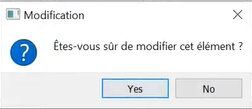 Modification
Êtes-vous sûr de modifier cet élément ?
Yes
No